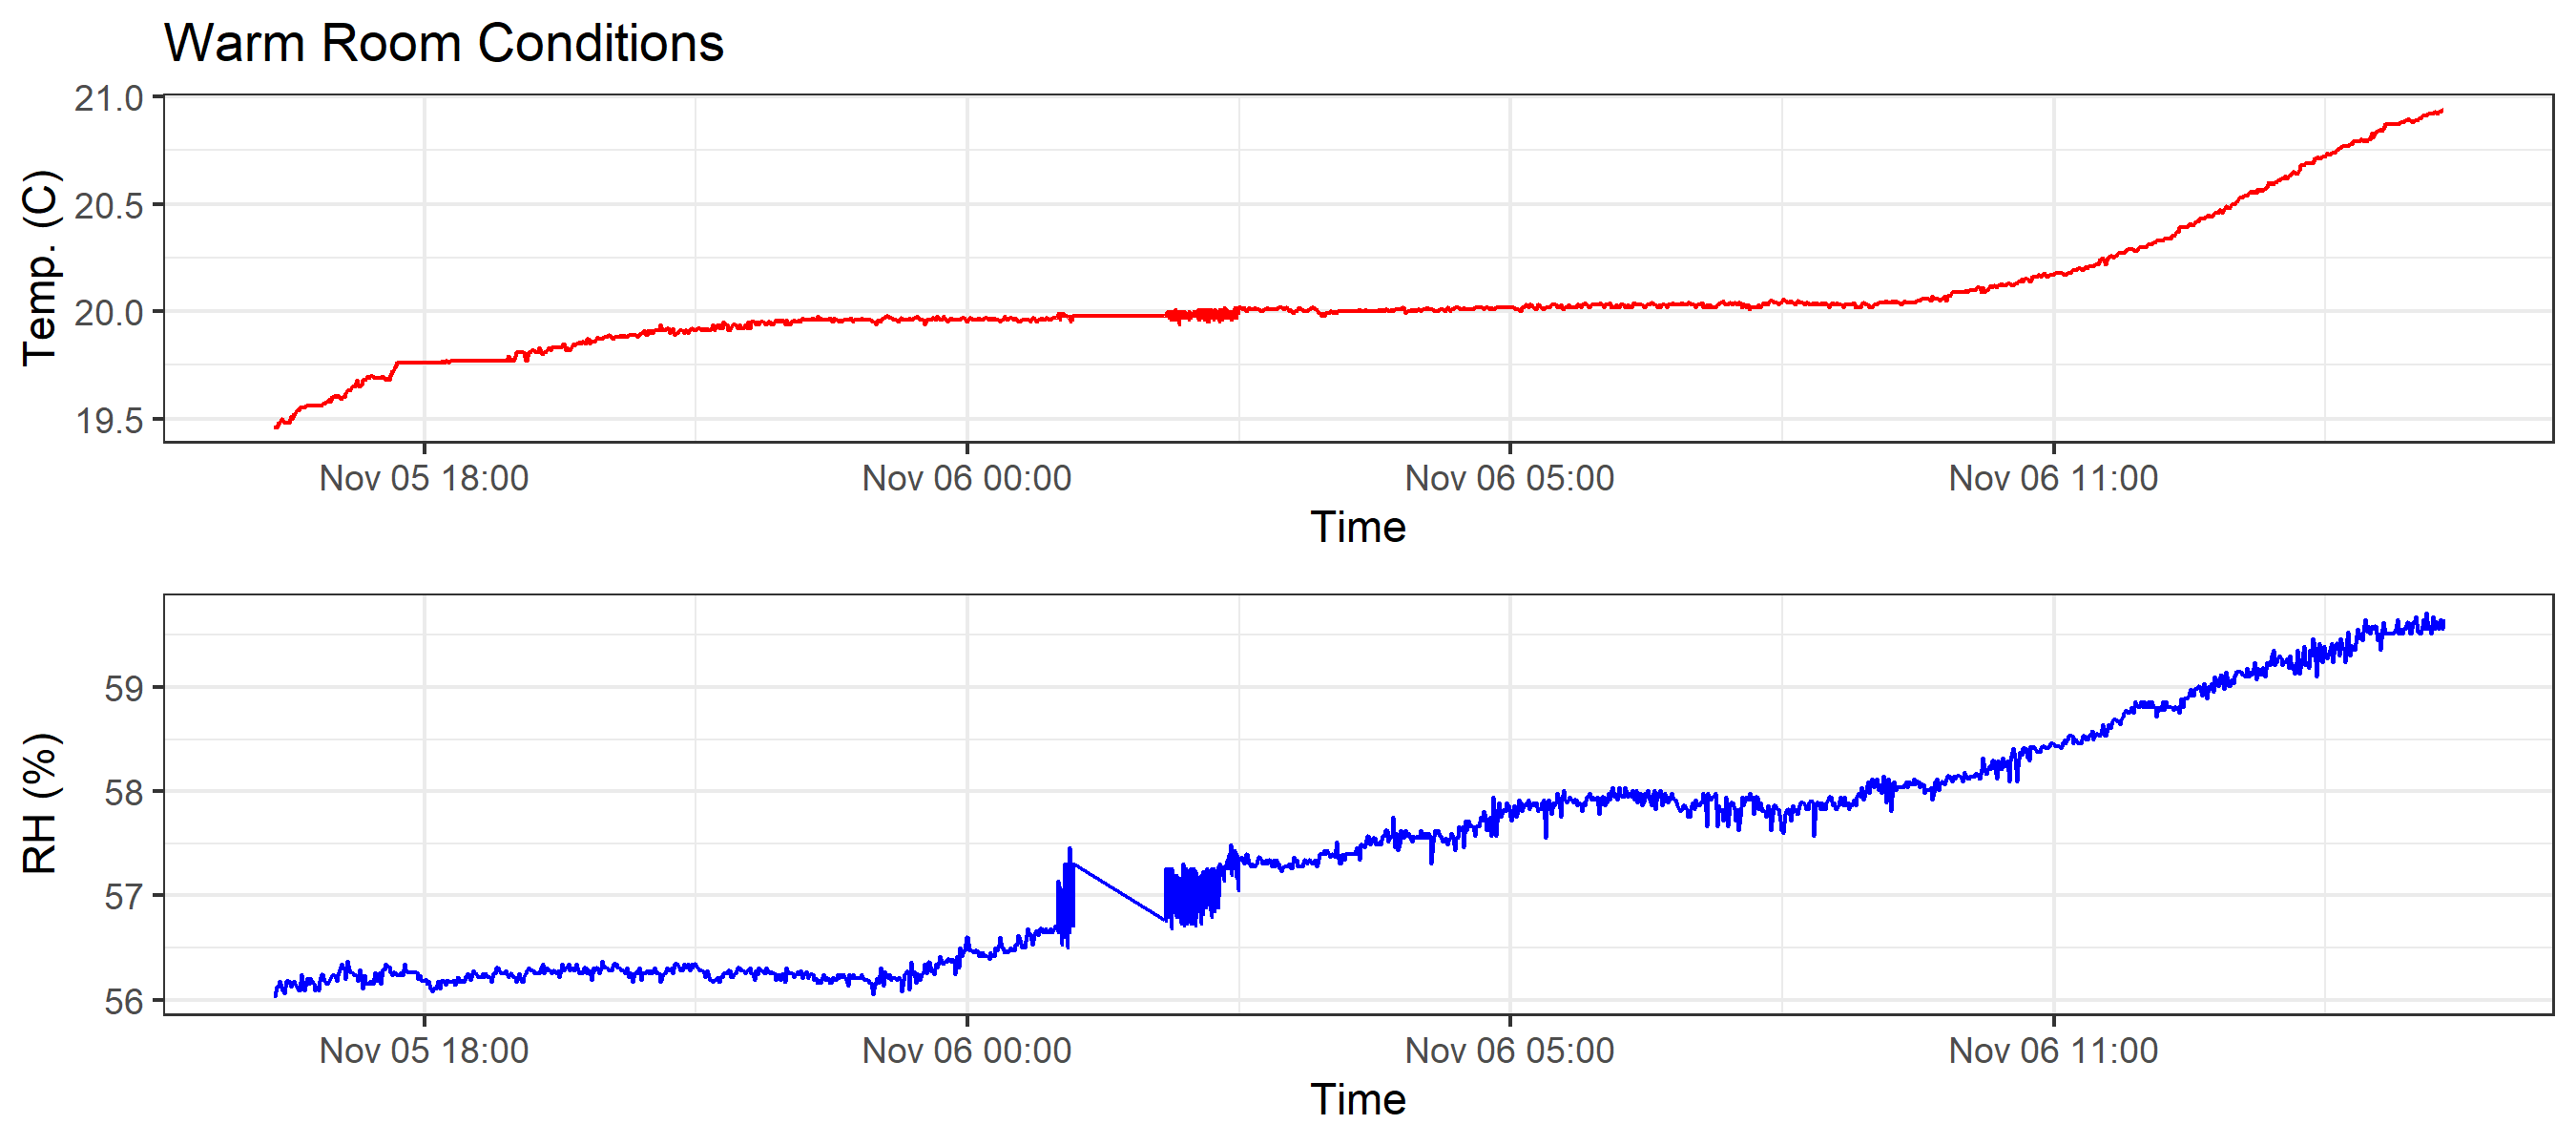 Warm Room Conditions
21.0
20.5
20.0
19.5
Temp. (C)
Nov 05 18:00 Nov 06 00:00 Nov 06 05:00 Nov 06 11:00
Time
59
58
57
56
RH (%)
Nov 05 18:00 Nov 06 00:00 Nov 06 05:00 Nov 06 11:00
Time